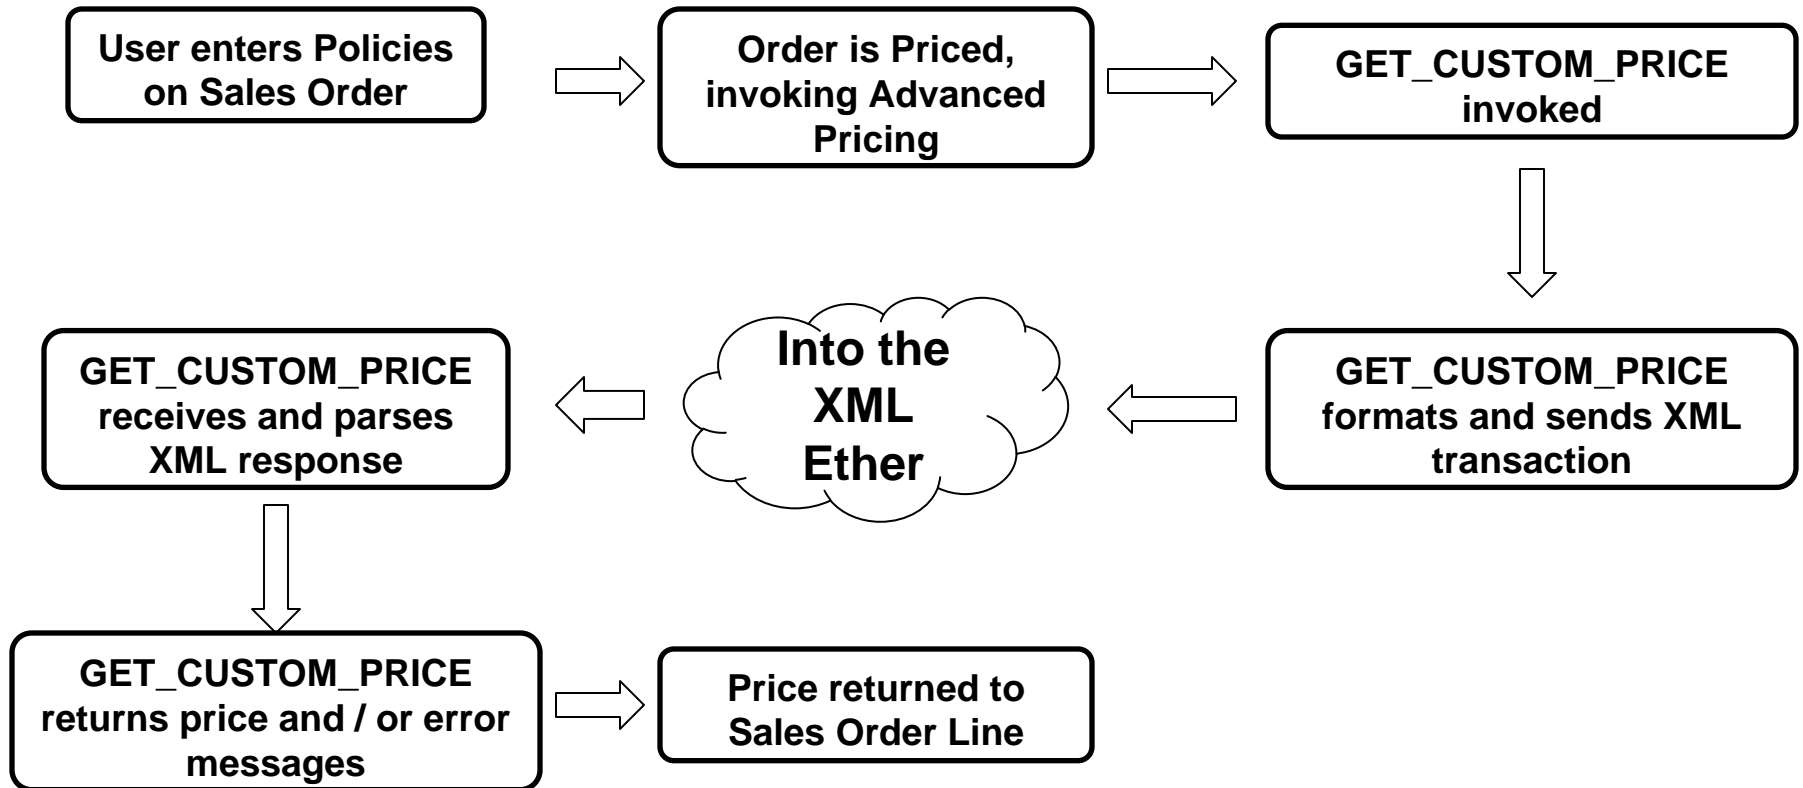 User enters Policies
on Sales Order
Order is Priced,
invoking Advanced
Pricing
GET_CUSTOM_PRICE
invoked
GET_CUSTOM_PRICE
formats and sends XML
transaction
Into the
XML
Ether
GET_CUSTOM_PRICE
receives and parses
XML response
GET_CUSTOM_PRICE
returns price and / or error
messages
Price returned to
Sales Order Line